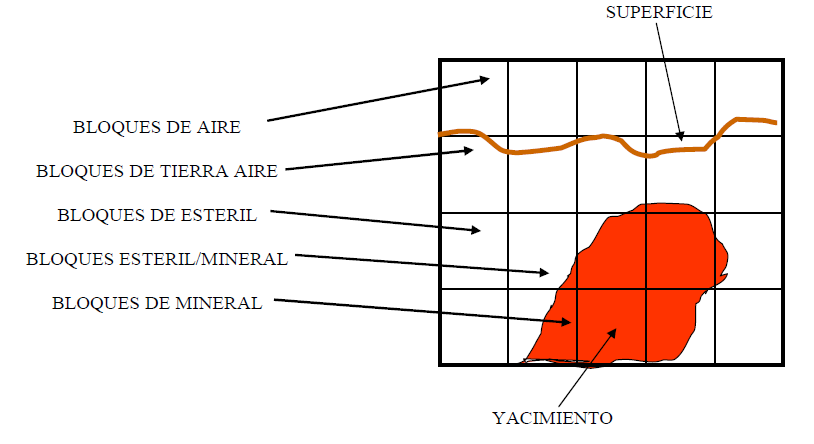 SUPERFICIE
BLOQUES DE AIRE
BLOQUES DE TIERRA AIRE
BLOQUES DE ESTERIL
BLOQUES ESTERIL/MINERAL
BLOQUES DE MINERAL
YACIMIENTO